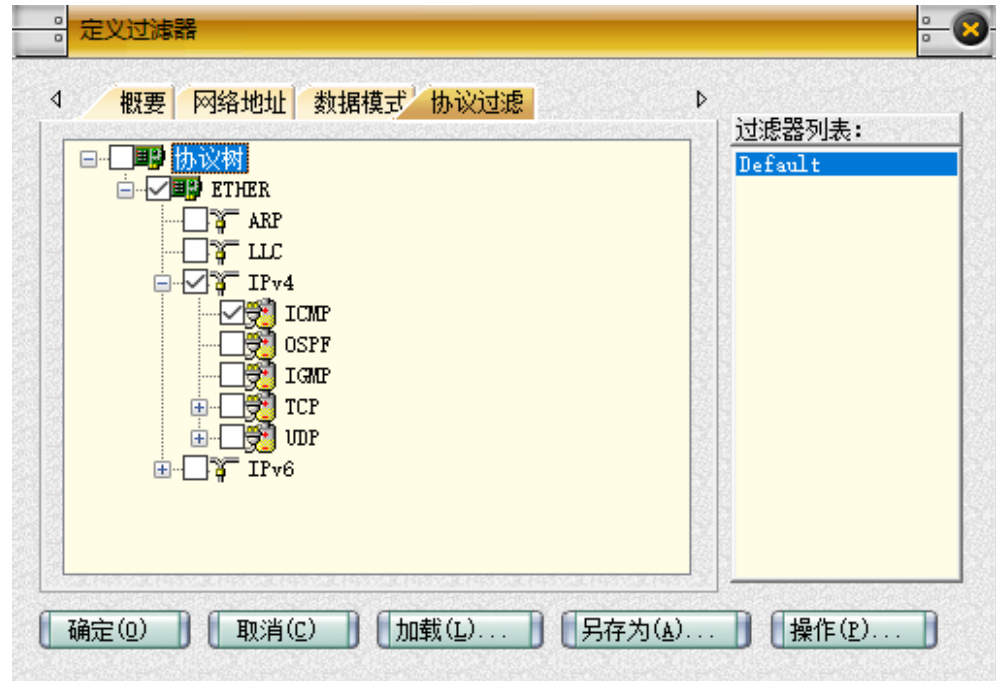 定义过滤器
概要 网络地址 数据模式 协议过滤
过滤器列表:
协议树
Default
ETHER
ARP
LLC
IPv4
ICMP
OSPF
IGMP
TCP
UDP
IPv6
确定(O) 取消(C) 加载(L)... 另存为(A)... 操作(P)...